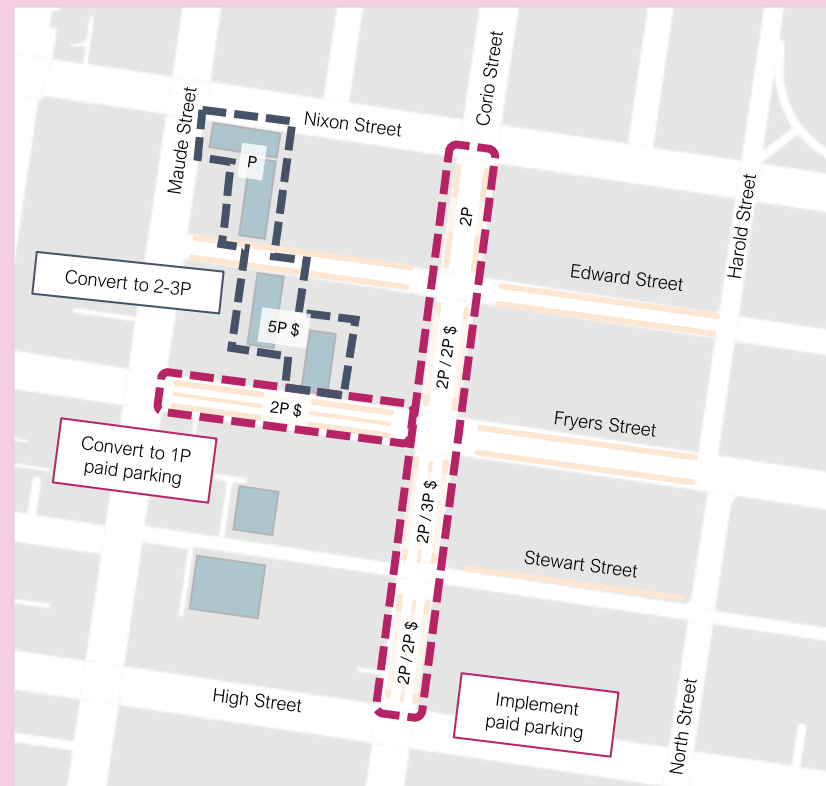 Corio Street
Nixon Street
Maude Street
P
2P
Harold Street
Edward Street
Convert to 2-3P
5P $
2P / 2P $
2P $
Fryers Street
Convert to 1P
paid parking
2P / 3P $
Stewart Street
2P / 2P $
High Street
Implement
paid parking
North Street